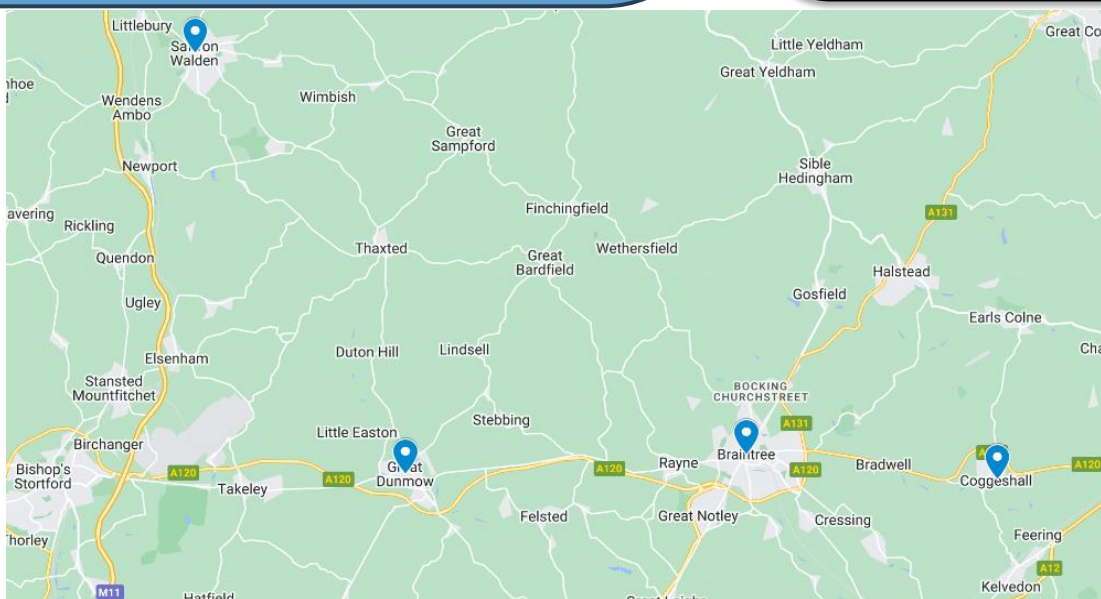 Littlebury
Walden
Little Yeldham
Great Co
Great Yeldham
nhoe
Wimbish
Wendens
Ambo
Great
Sampford
Newport
Sible
Hedingham
avering
Rickling
Finchingfield
A131
Thaxted
Great
Bardfield
Wethersfield
Quendon
Halstead
Ugley
Gosfield
Earls Colne
Elsenham
Duton Hill
Lindsell
Cha
Stansted
Mountfitchet
BOCKING
CHURCHSTREET
Stebbing
A131
Little Easton
Birchanger
Bishop's
Stortford
A120
Takeley
A120
Great
Dunmow
A120
Rayne
Braintree
A120
Bradwell
Coggeshall
A120
Felsted
Great Notley
Cressing
Thorley
Feering
A12
Kelvedon
M11
Hatfield